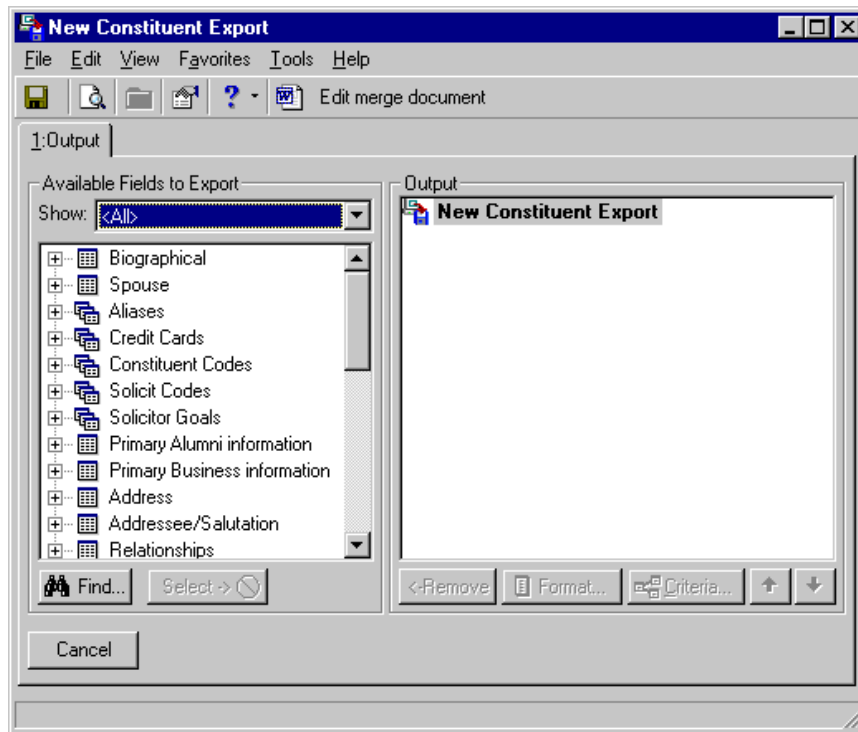 New Constituent Export
File Edit View Favorites Tools Help
? Edit merge document
1:Output
Available Fields to Export
Show: <All>
Biographical
Spouse
Aliases
Credit Cards
Constituent Codes
Solicit Codes
Solicitor Goals
Primary Alumni information
Primary Business information
Address
Addressee/Salutation
Relationships
Find... Select ->
Output
New Constituent Export
<-Remove Format... Criteria...
Cancel